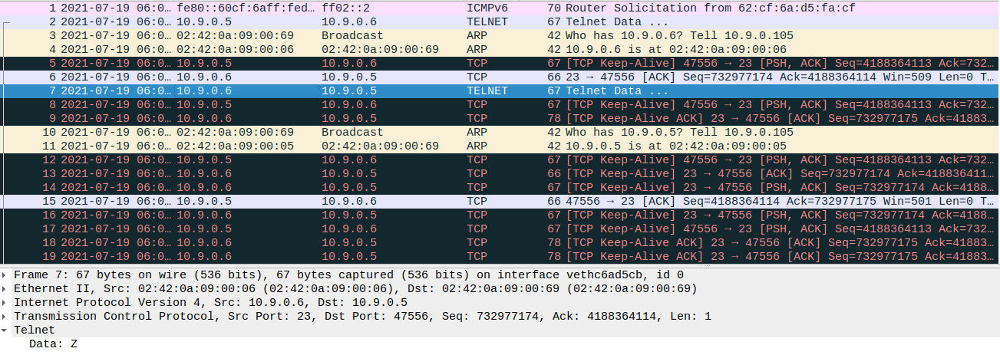 1 2021-07-19 06:0… fe80::60cf:6aff:fed… ff02::2 ICMPv6 70 Router Solicitation from 62:cf:6a:d5:fa:cf
2 2021-07-19 06:0… 10.9.0.5 10.9.0.6 TELNET 67 Telnet Data ...
3 2021-07-19 06:0… 02:42:0a:09:00:69 Broadcast ARP 42 Who has 10.9.0.6? Tell 10.9.0.105
4 2021-07-19 06:0… 02:42:0a:09:00:06 02:42:0a:09:00:69 ARP 42 10.9.0.6 is at 02:42:0a:09:00:06
5 2021-07-19 06:0… 10.9.0.5 10.9.0.6 TCP 67 [TCP Keep-Alive] 47556 → 23 [PSH, ACK] Seq=4188364113 Ack=732…
6 2021-07-19 06:0… 10.9.0.6 10.9.0.5 TCP 66 23 → 47556 [ACK] Seq=732977174 Ack=4188364114 Win=509 Len=0 T…
7 2021-07-19 06:0… 10.9.0.6 10.9.0.5 TELNET 67 Telnet Data ...
8 2021-07-19 06:0… 10.9.0.5 10.9.0.6 TCP 67 [TCP Keep-Alive] 47556 → 23 [PSH, ACK] Seq=4188364113 Ack=732…
9 2021-07-19 06:0… 10.9.0.6 10.9.0.5 TCP 78 [TCP Keep-Alive ACK] 23 → 47556 [ACK] Seq=732977175 Ack=41883…
10 2021-07-19 06:0… 02:42:0a:09:00:69 Broadcast ARP 42 Who has 10.9.0.5? Tell 10.9.0.105
11 2021-07-19 06:0… 02:42:0a:09:00:05 02:42:0a:09:00:69 ARP 42 10.9.0.5 is at 02:42:0a:09:00:05
12 2021-07-19 06:0… 10.9.0.5 10.9.0.6 TCP 67 [TCP Keep-Alive] 47556 → 23 [PSH, ACK] Seq=4188364113 Ack=732…
13 2021-07-19 06:0… 10.9.0.6 10.9.0.5 TCP 66 [TCP Keep-Alive] 23 → 47556 [ACK] Seq=732977174 Ack=418836411…
14 2021-07-19 06:0… 10.9.0.6 10.9.0.5 TCP 67 [TCP Keep-Alive] 23 → 47556 [PSH, ACK] Seq=732977174 Ack=4188…
15 2021-07-19 06:0… 10.9.0.5 10.9.0.6 TCP 66 47556 → 23 [ACK] Seq=4188364114 Ack=732977175 Win=501 Len=0 T…
16 2021-07-19 06:0… 10.9.0.6 10.9.0.5 TCP 67 [TCP Keep-Alive] 23 → 47556 [PSH, ACK] Seq=732977174 Ack=4188…
17 2021-07-19 06:0… 10.9.0.5 10.9.0.6 TCP 67 [TCP Keep-Alive] 47556 → 23 [PSH, ACK] Seq=4188364113 Ack=732…
18 2021-07-19 06:0… 10.9.0.6 10.9.0.5 TCP 78 [TCP Keep-Alive ACK] 23 → 47556 [ACK] Seq=732977175 Ack=41883…
19 2021-07-19 06:0… 10.9.0.6 10.9.0.5 TCP 78 [TCP Keep-Alive ACK] 23 → 47556 [ACK] Seq=732977175 Ack=41883…
Frame 7: 67 bytes on wire (536 bits), 67 bytes captured (536 bits) on interface vethc6ad5cb, id 0
Ethernet II, Src: 02:42:0a:09:00:06 (02:42:0a:09:00:06), Dst: 02:42:0a:09:00:69 (02:42:0a:09:00:69)
Internet Protocol Version 4, Src: 10.9.0.6, Dst: 10.9.0.5
Transmission Control Protocol, Src Port: 23, Dst Port: 47556, Seq: 732977174, Ack: 4188364114, Len: 1
Telnet
Data: Z